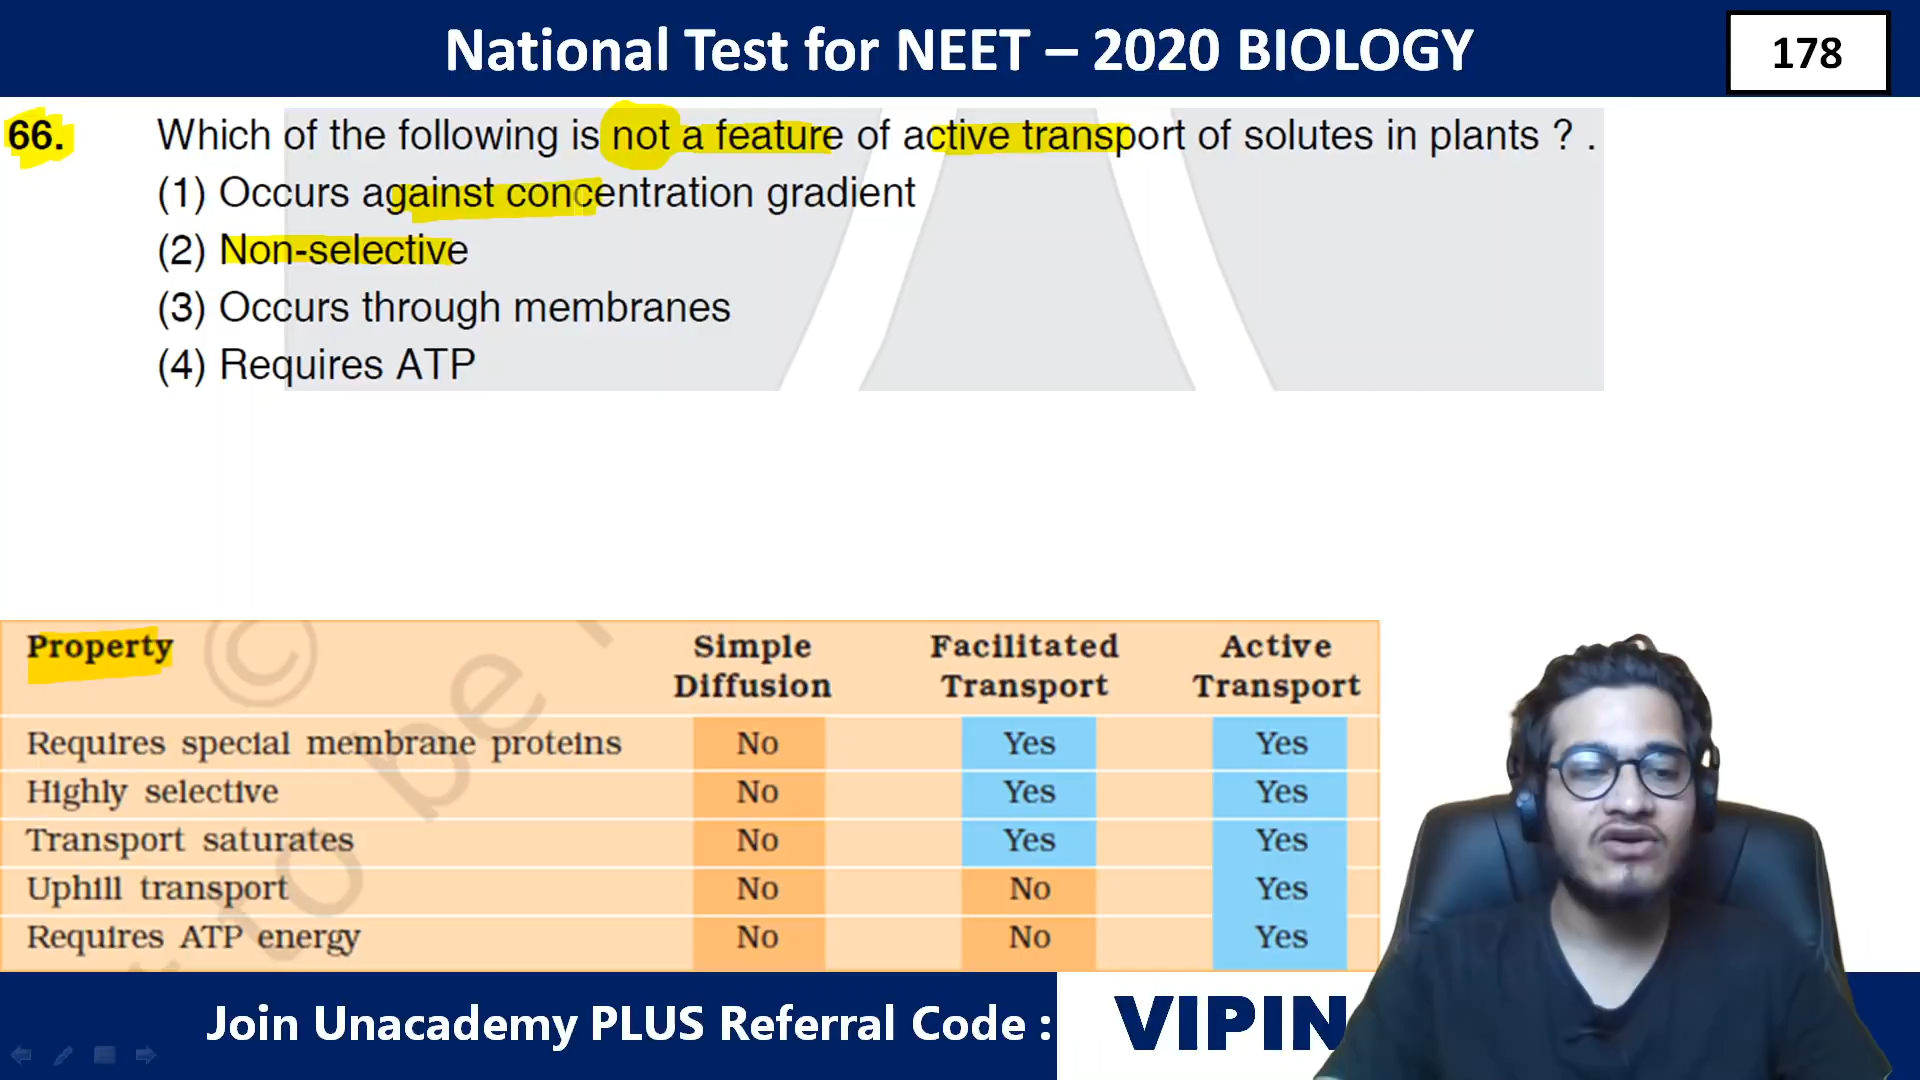 National Test for NEET – 2020 BIOLOGY
178
66. Which of the following is not a feature of active transport of solutes in plants ? .
(1) Occurs against concentration gradient
(2) Non-selective
(3) Occurs through membranes
(4) Requires ATP
Property Simple Diffusion Facilitated Transport Active Transport
Requires special membrane proteins No Yes Yes
Highly selective No Yes Yes
Transport saturates No Yes Yes
Uphill transport No No Yes
Requires ATP energy No No Yes
© to be
Join Unacademy PLUS Referral Code : VIPIN